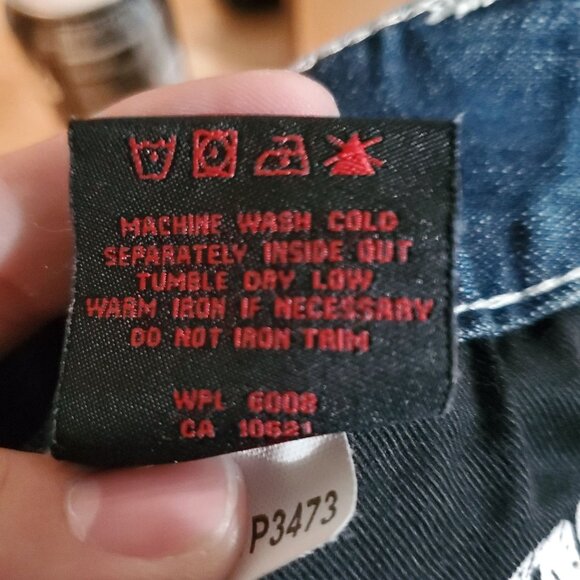 MACHINE WASH COLD
SEPARATELY INSIDE OUT
TUMBLE DRY LOW
WARM IRON IF NECESSARY
DO NOT IRON TRIM
WPL 6008
CA 10621
P3473